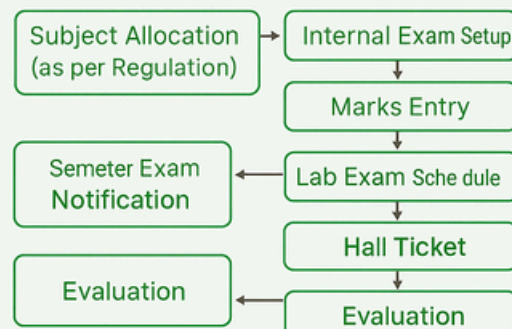 Subject Allocation
(as per Regulation)
Internal Exam Setup
Marks Entry
Lab Exam Sche dule
Semeter Exam
Notification
Hall Ticket
Evaluation
Evaluation